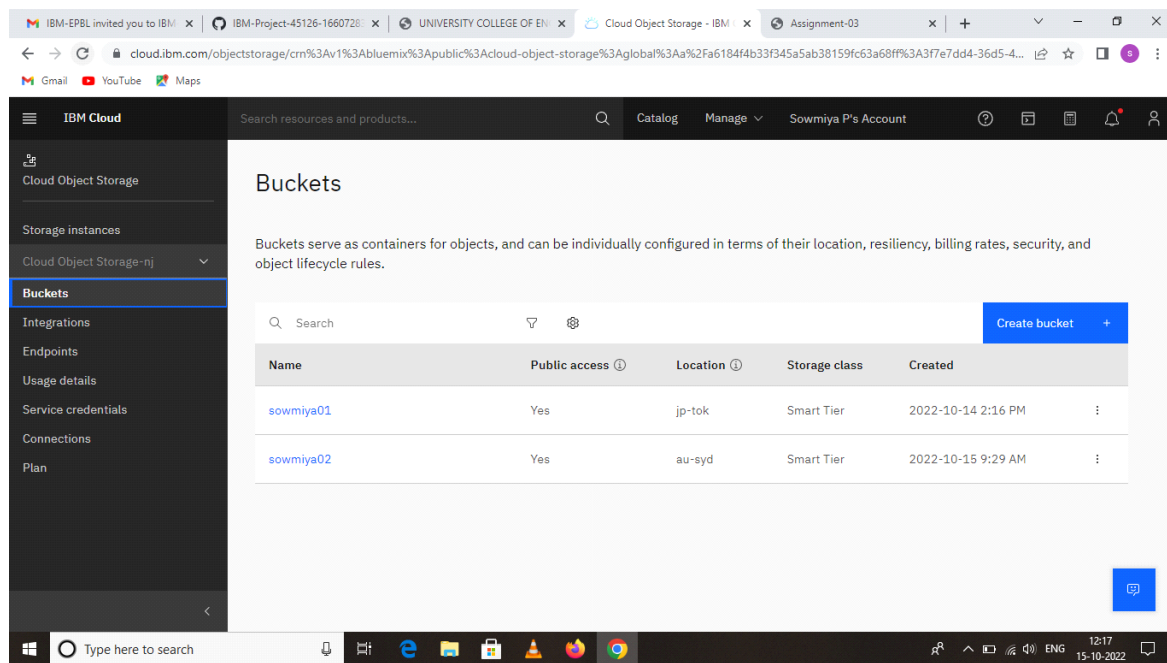 IBM-EPBL invited you to IBM
IBM-Project-45126-1660728
UNIVERSITY COLLEGE OF EN
Cloud Object Storage - IBM
Assignment-03
cloud.ibm.com/objectstorage/crn%3Av1%3Abluemix%3Apublic%3Acloud-object-storage%3Aglobal%3Aa%2Fa6184f4b33f345a5ab38159fc63a68ff%3A3f7e7dd4-36d5-4...
S
Gmail YouTube Maps
IBM Cloud
Search resources and products...
Catalog Manage Sowmiya P's Account
Cloud Object Storage
Storage instances
Cloud Object Storage-nj
Buckets
Integrations
Endpoints
Usage details
Service credentials
Connections
Plan
Buckets
Buckets serve as containers for objects, and can be individually configured in terms of their location, resiliency, billing rates, security, and
object lifecycle rules.
Search
Create bucket +
Name Public access Location Storage class Created
sowmiya01 Yes jp-tok Smart Tier 2022-10-14 2:16 PM
sowmiya02 Yes au-syd Smart Tier 2022-10-15 9:29 AM
Type here to search
ENG
12:17
15-10-2022